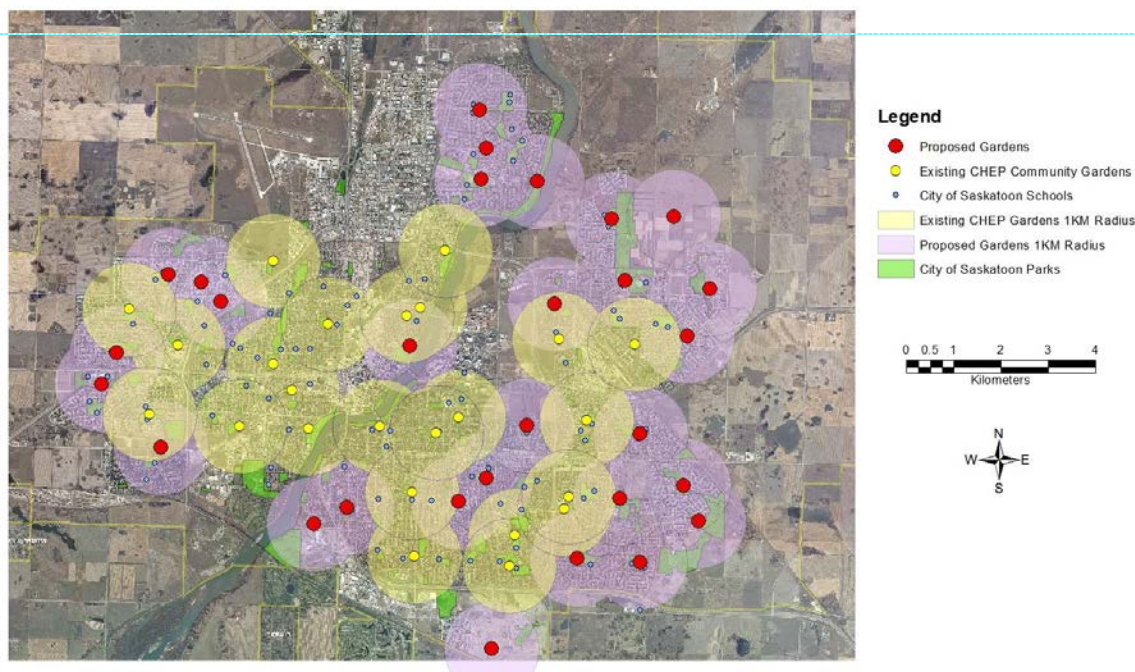 Legend
Proposed Gardens
Existing CHEP Community Gardens
City of Saskatoon Schools
Existing CHEP Gardens 1KM Radius
Proposed Gardens 1KM Radius
City of Saskatoon Parks
0 0.5 1 2 3 4
Kilometers
N
W E
S